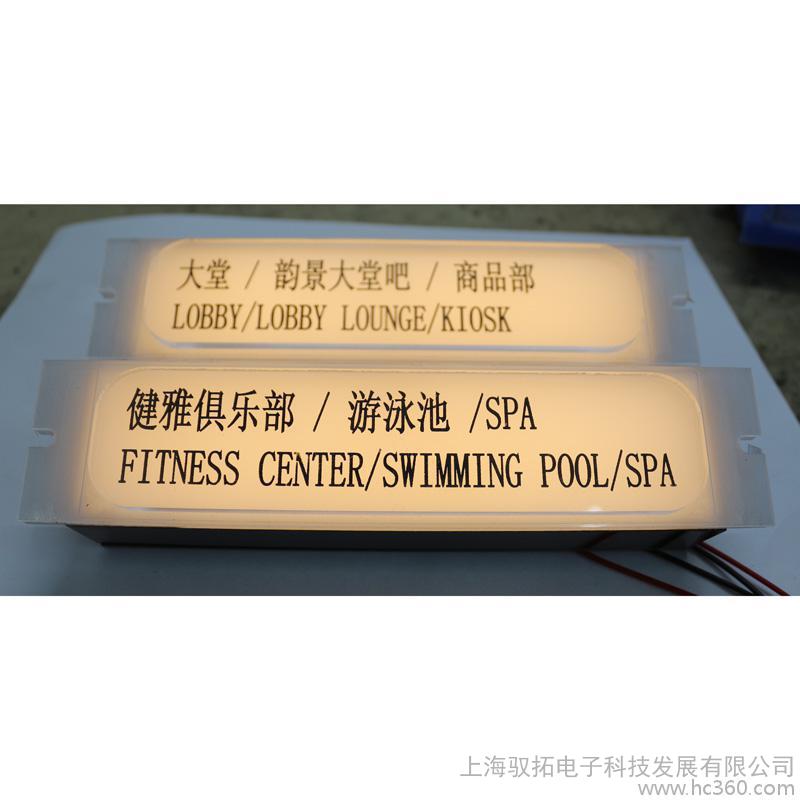 大堂 / 韵景大堂吧 / 商品部
LOBBY/LOBBY LOUNGE/KIOSK
健雅俱乐部 / 游泳池 /SPA
FITNESS CENTER/SWIMMING POOL/SPA
上海驭拓电子科技发展有限公司
www.hc360.com